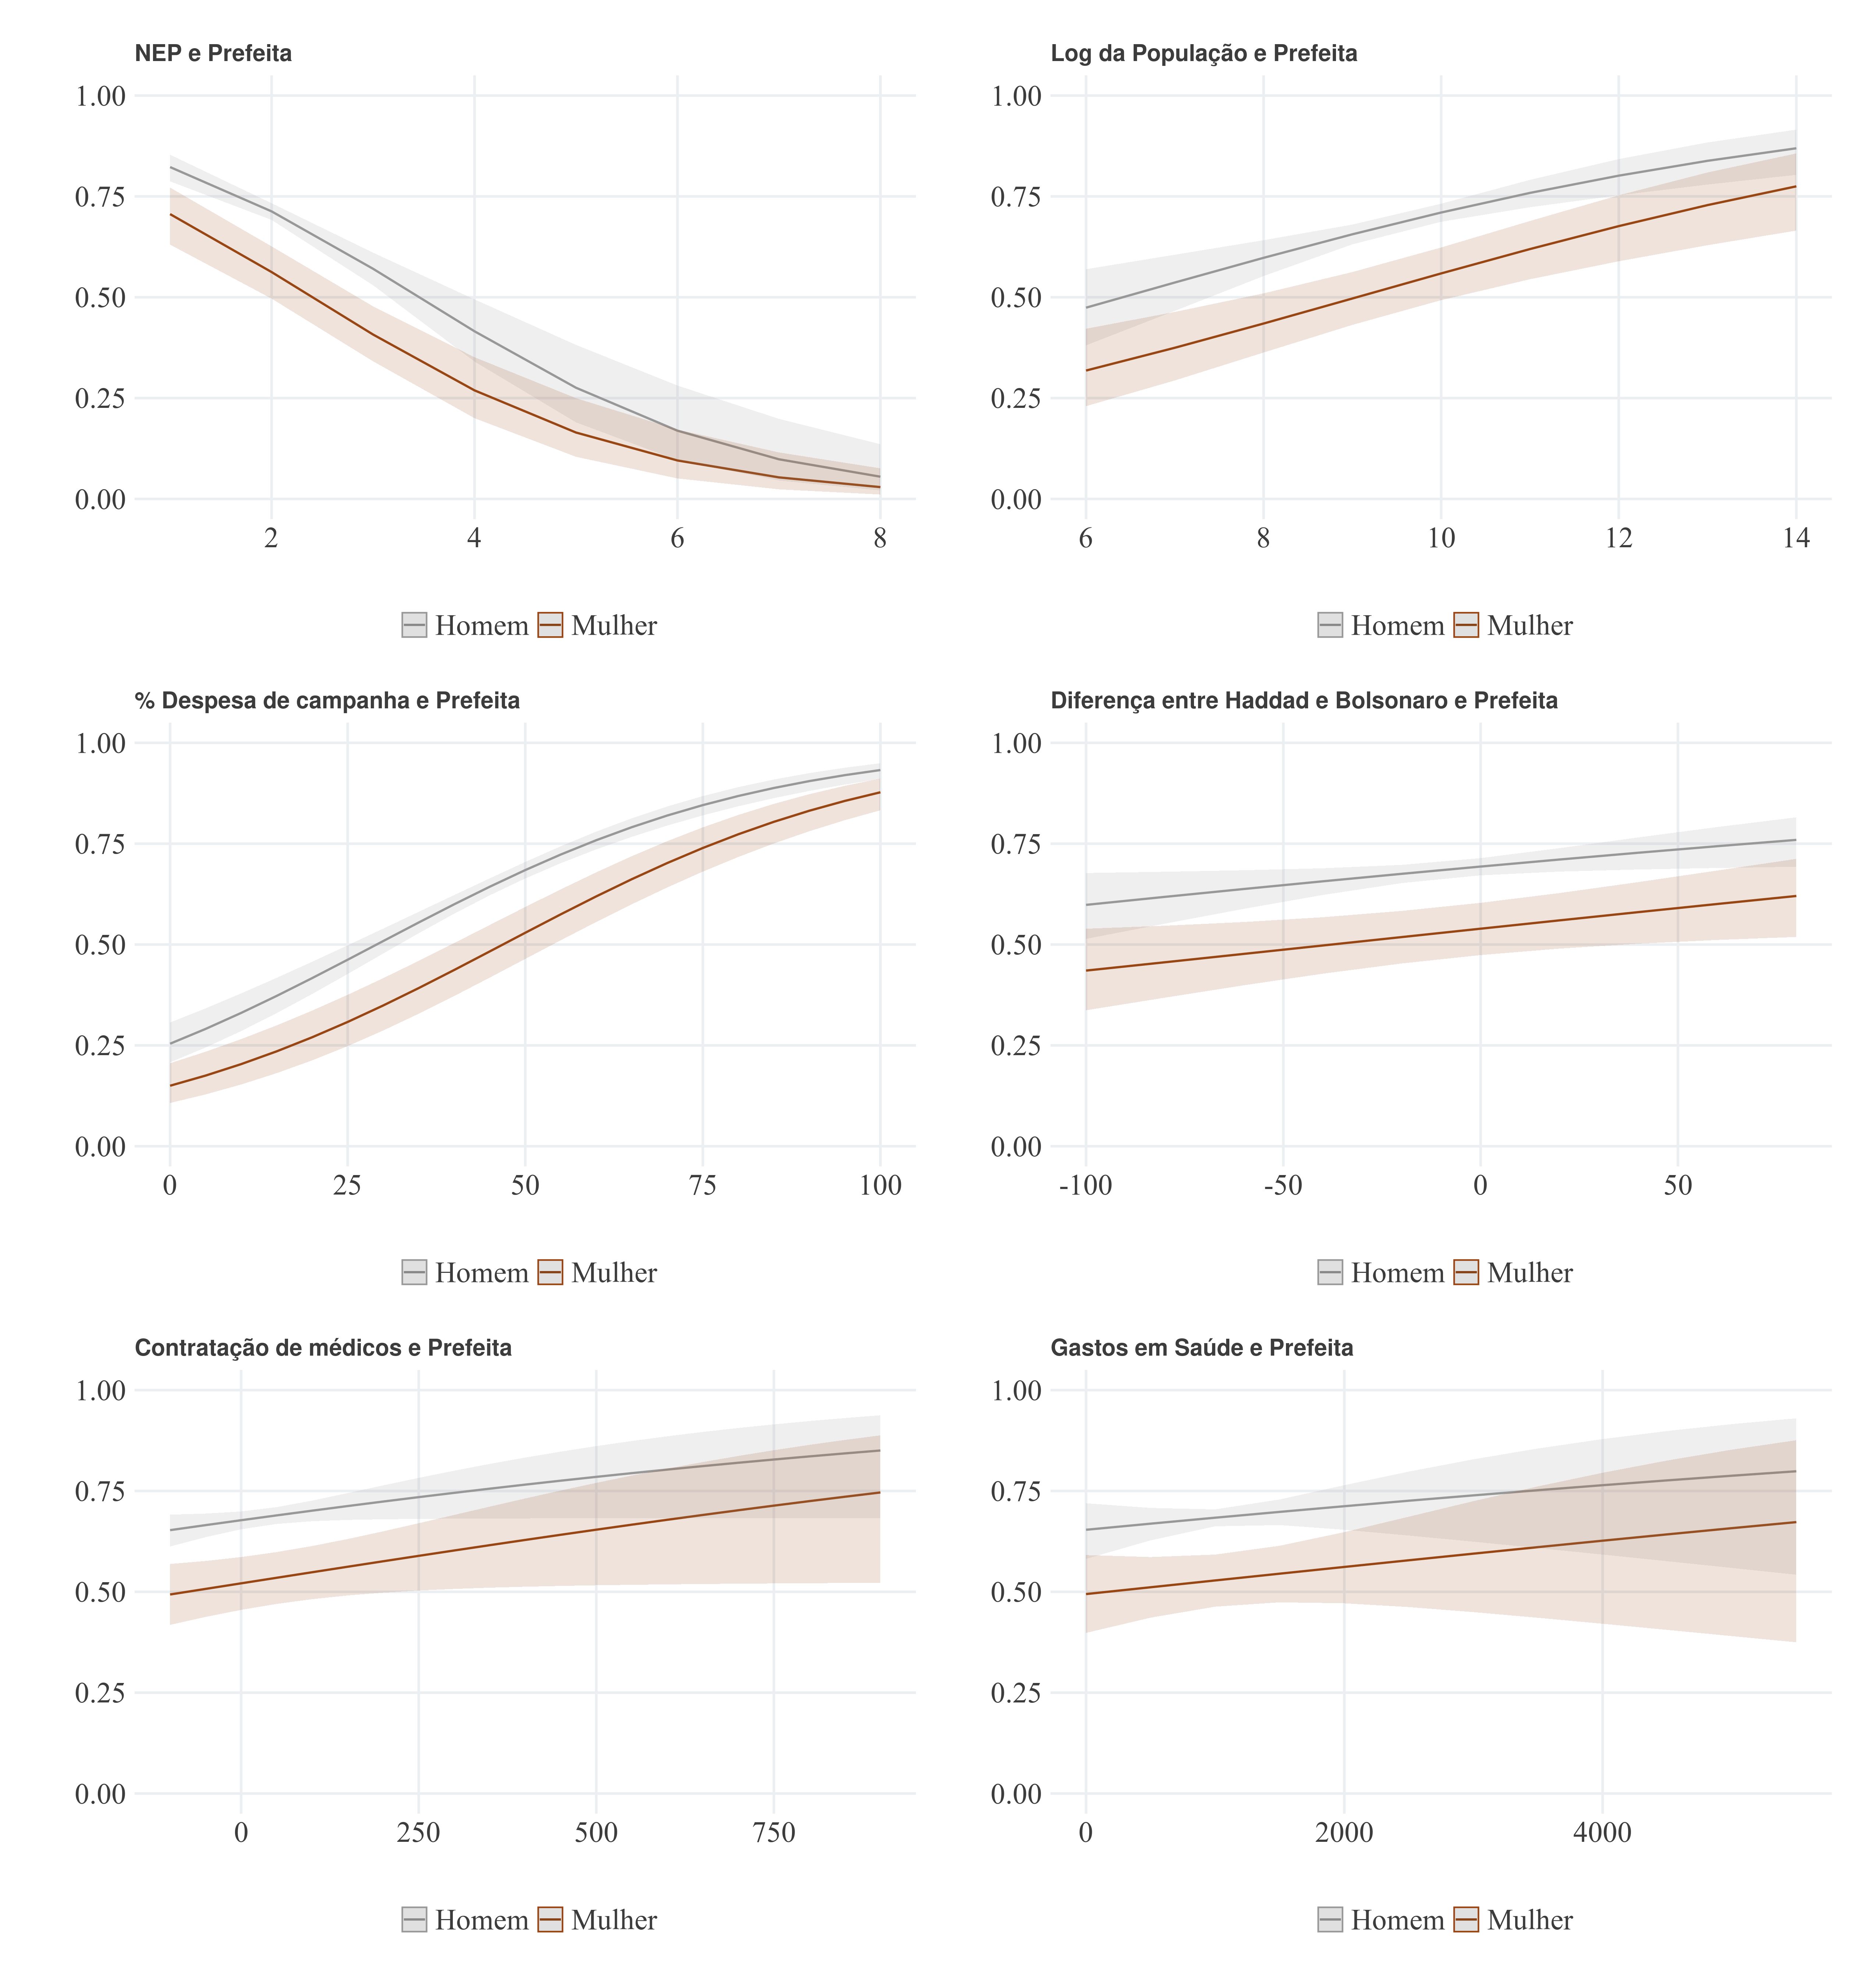 NEP e Prefeita
1.00
0.75
0.50
0.25
0.00
2 4 6 8
Homem Mulher
Log da População e Prefeita
1.00
0.75
0.50
0.25
0.00
6 8 10 12 14
Homem Mulher
% Despesa de campanha e Prefeita
1.00
0.75
0.50
0.25
0.00
0 25 50 75 100
Homem Mulher
Diferença entre Haddad e Bolsonaro e Prefeita
1.00
0.75
0.50
0.25
0.00
-100 -50 0 50
Homem Mulher
Contratação de médicos e Prefeita
1.00
0.75
0.50
0.25
0.00
0 250 500 750
Homem Mulher
Gastos em Saúde e Prefeita
1.00
0.75
0.50
0.25
0.00
0 2000 4000
Homem Mulher